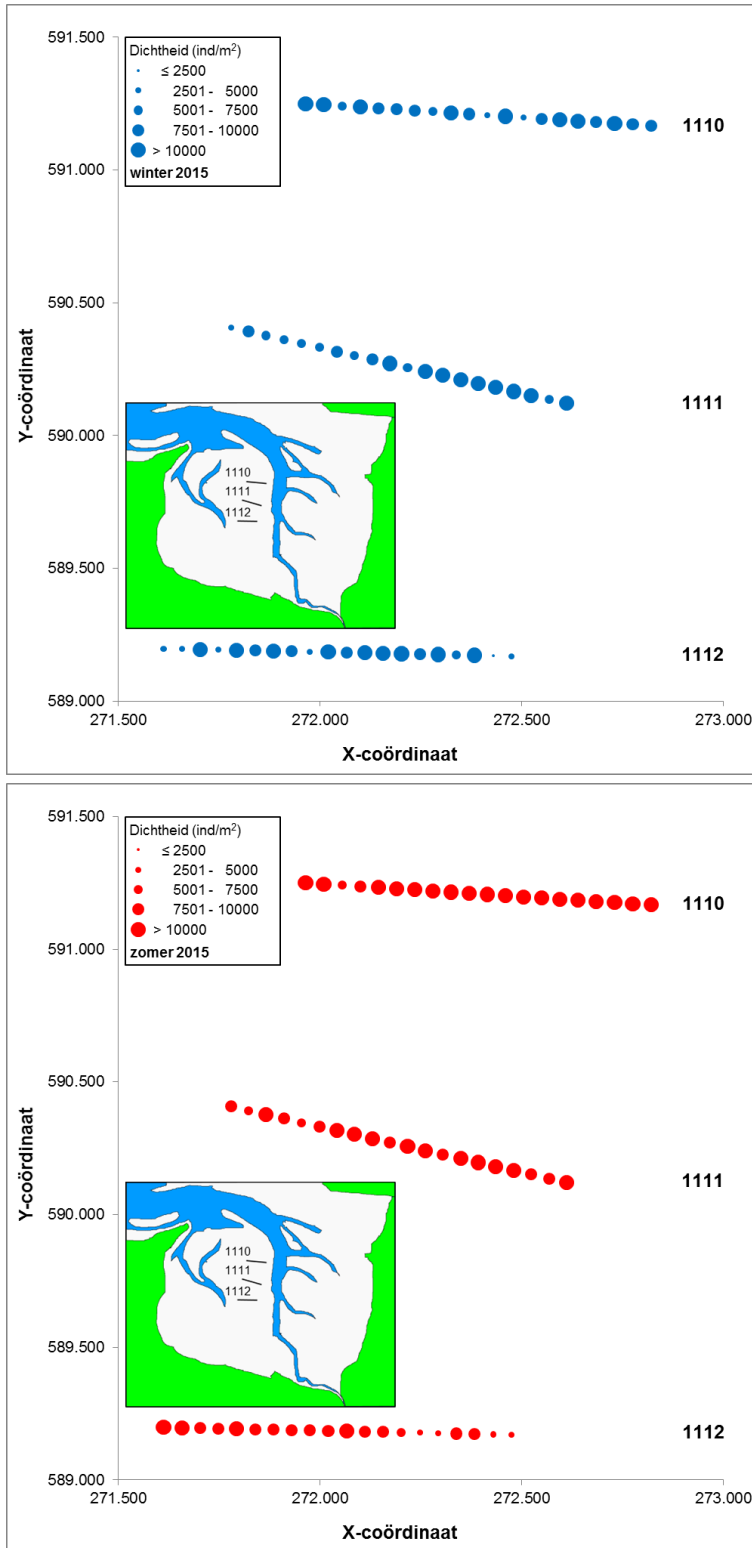 591.500
Dichtheid (ind/m²)
≤ 2500
2501 - 5000
5001 - 7500
7501 - 10000
> 10000
winter 2015
1110
591.000
590.500
Y-coördinaat
1111
590.000
1110
1111
1112
589.500
1112
589.000
271.500 272.000 272.500 273.000
X-coördinaat
591.500
Dichtheid (ind/m²)
≤ 2500
2501 - 5000
5001 - 7500
7501 - 10000
> 10000
zomer 2015
1110
591.000
590.500
Y-coördinaat
1111
590.000
1110
1111
1112
589.500
1112
589.000
271.500 272.000 272.500 273.000
X-coördinaat